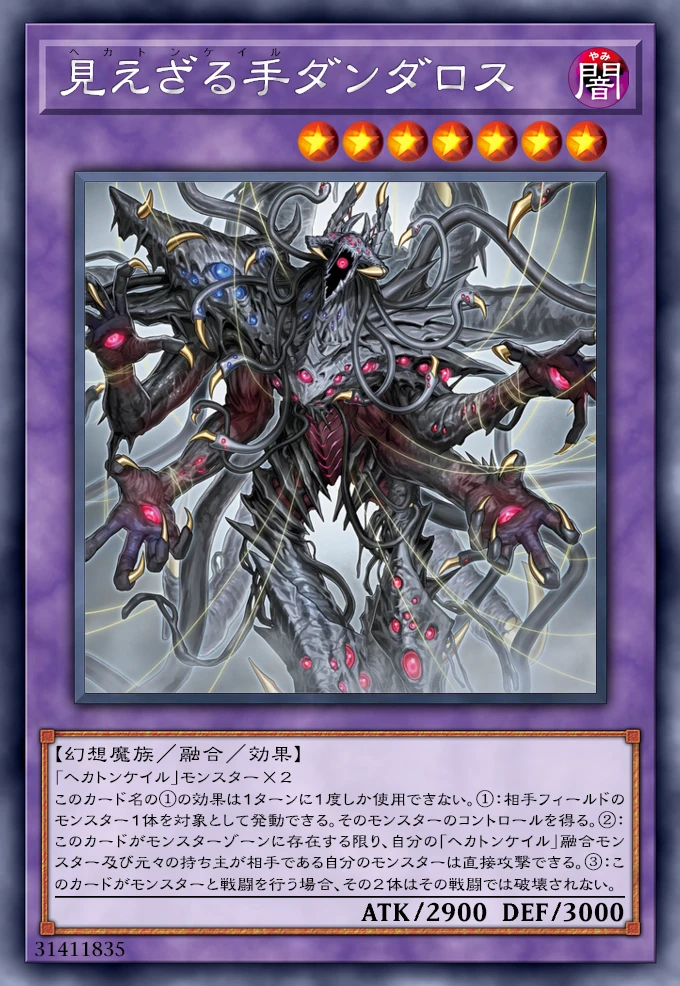 ヘカトンケイル
見えざる手ダンダロス
やみ
闇
【幻想魔族／融合／効果】
「ヘカトンケイル」モンスター×2
このカード名の①の効果は1ターンに1度しか使用できない。①：相手フィールドの
モンスター1体を対象として発動できる。そのモンスターのコントロールを得る。②：
このカードがモンスターゾーンに存在する限り、自分の「ヘカトンケイル」融合モン
スター及び元々の持ち主が相手である自分のモンスターは直接攻撃できる。③：こ
のカードがモンスターと戦闘を行う場合、その2体はその戦闘では破壊されない。
ATK/2900 DEF/3000
31411835